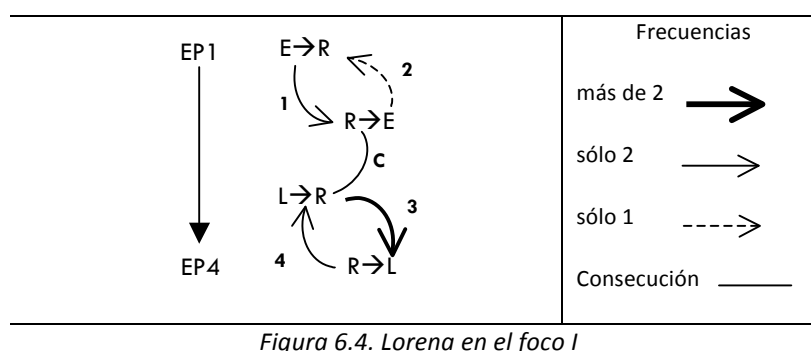 EP1
E→R
2
1
R→E
C
L→R
3
4
R→L
EP4
Frecuencias
más de 2
sólo 2
sólo 1
Consecución
Figura 6.4. Lorena en el foco I